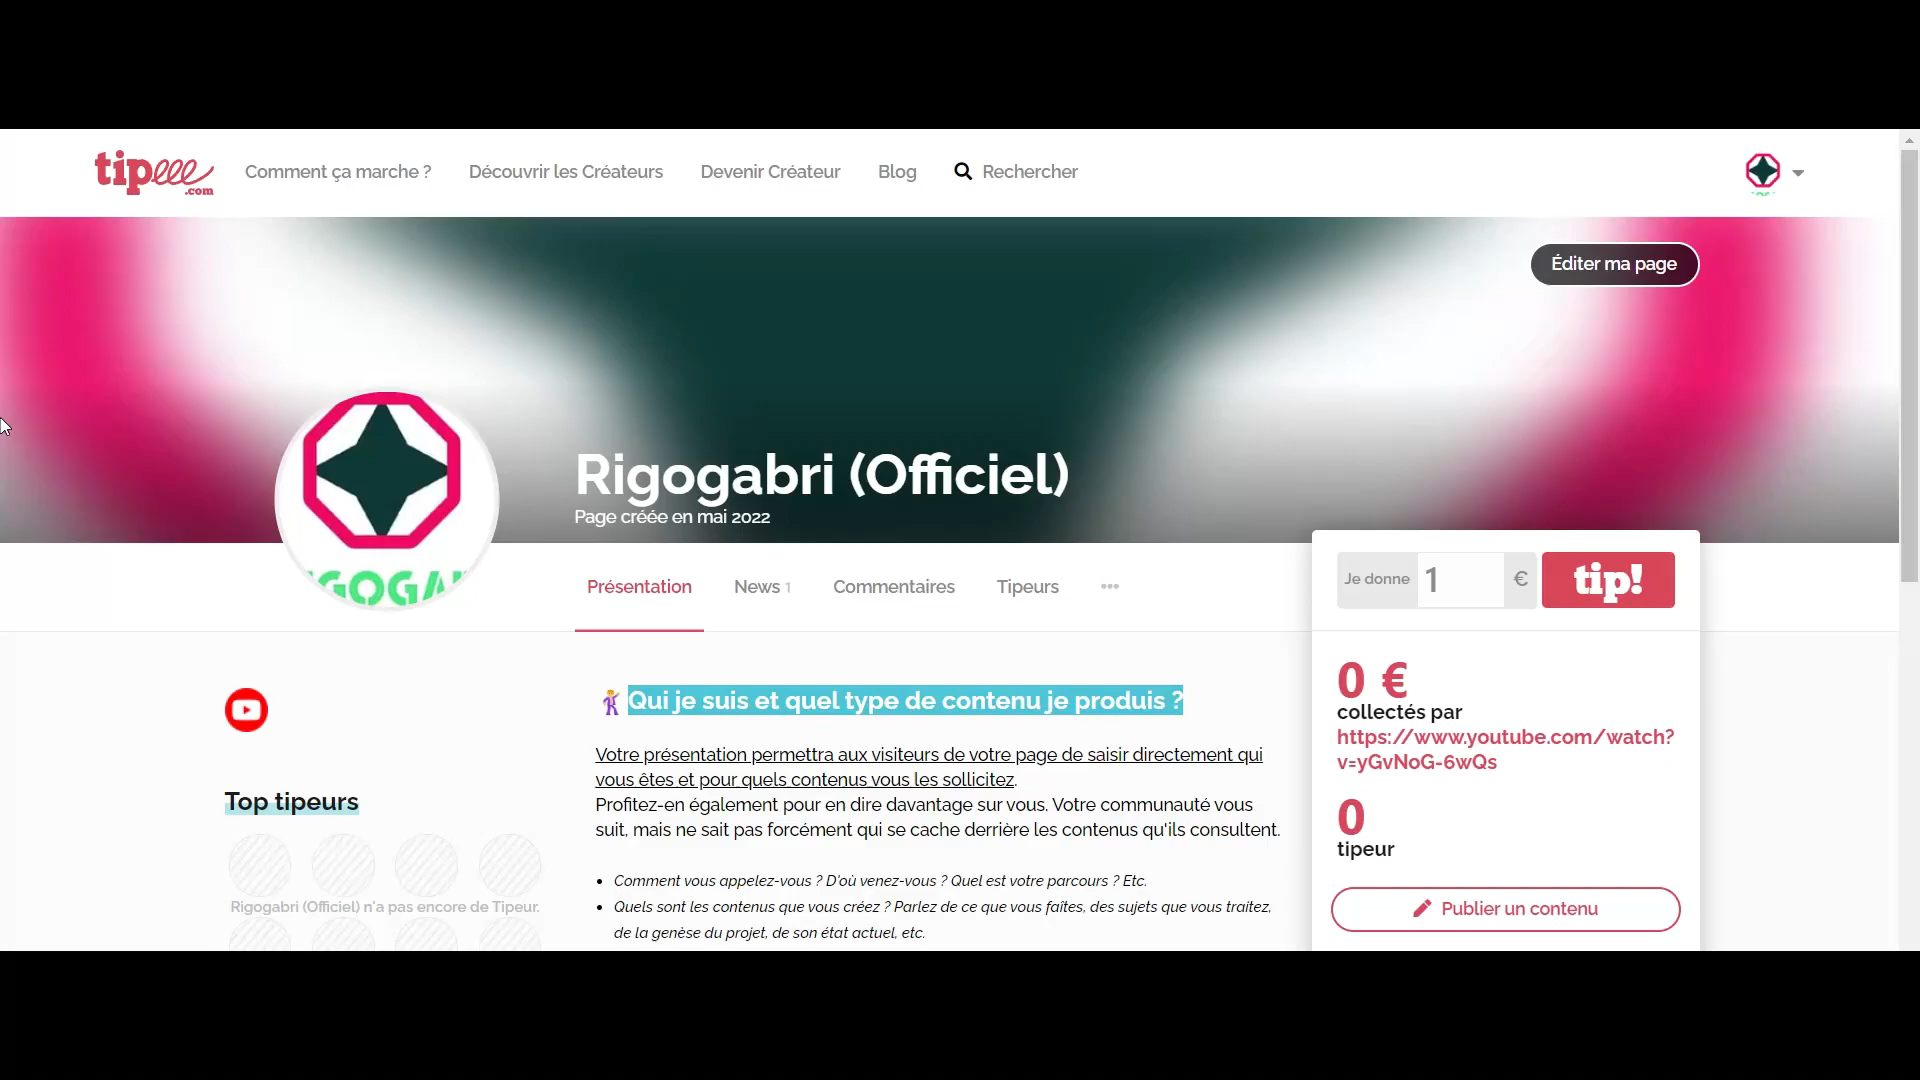 tipeee.com
Comment ça marche ?
Découvrir les Créateurs
Devenir Créateur
Blog
Rechercher
Éditer ma page
Rigogabri (Officiel)
Page créée en mai 2022
Présentation
News 1
Commentaires
Tipeurs
Je donne 1 €
tip!
Qui je suis et quel type de contenu je produis ?
Votre présentation permettra aux visiteurs de votre page de saisir directement qui
vous êtes et pour quels contenus vous les sollicitez.
Profitez-en également pour en dire davantage sur vous. Votre communauté vous
suit, mais ne sait pas forcément qui se cache derrière les contenus qu'ils consultent.
• Comment vous appelez-vous ? D'où venez-vous ? Quel est votre parcours ? Etc.
• Quels sont les contenus que vous créez ? Parlez de ce que vous faites, des sujets que vous traitez,
de la genèse du projet, de son état actuel, etc.
Top tipeurs
Rigogabri (Officiel) n'a pas encore de Tipeur.
0 €
collectés par
https://www.youtube.com/watch?
v=yGvNoG-6wQs
0
tipeur
Publier un contenu